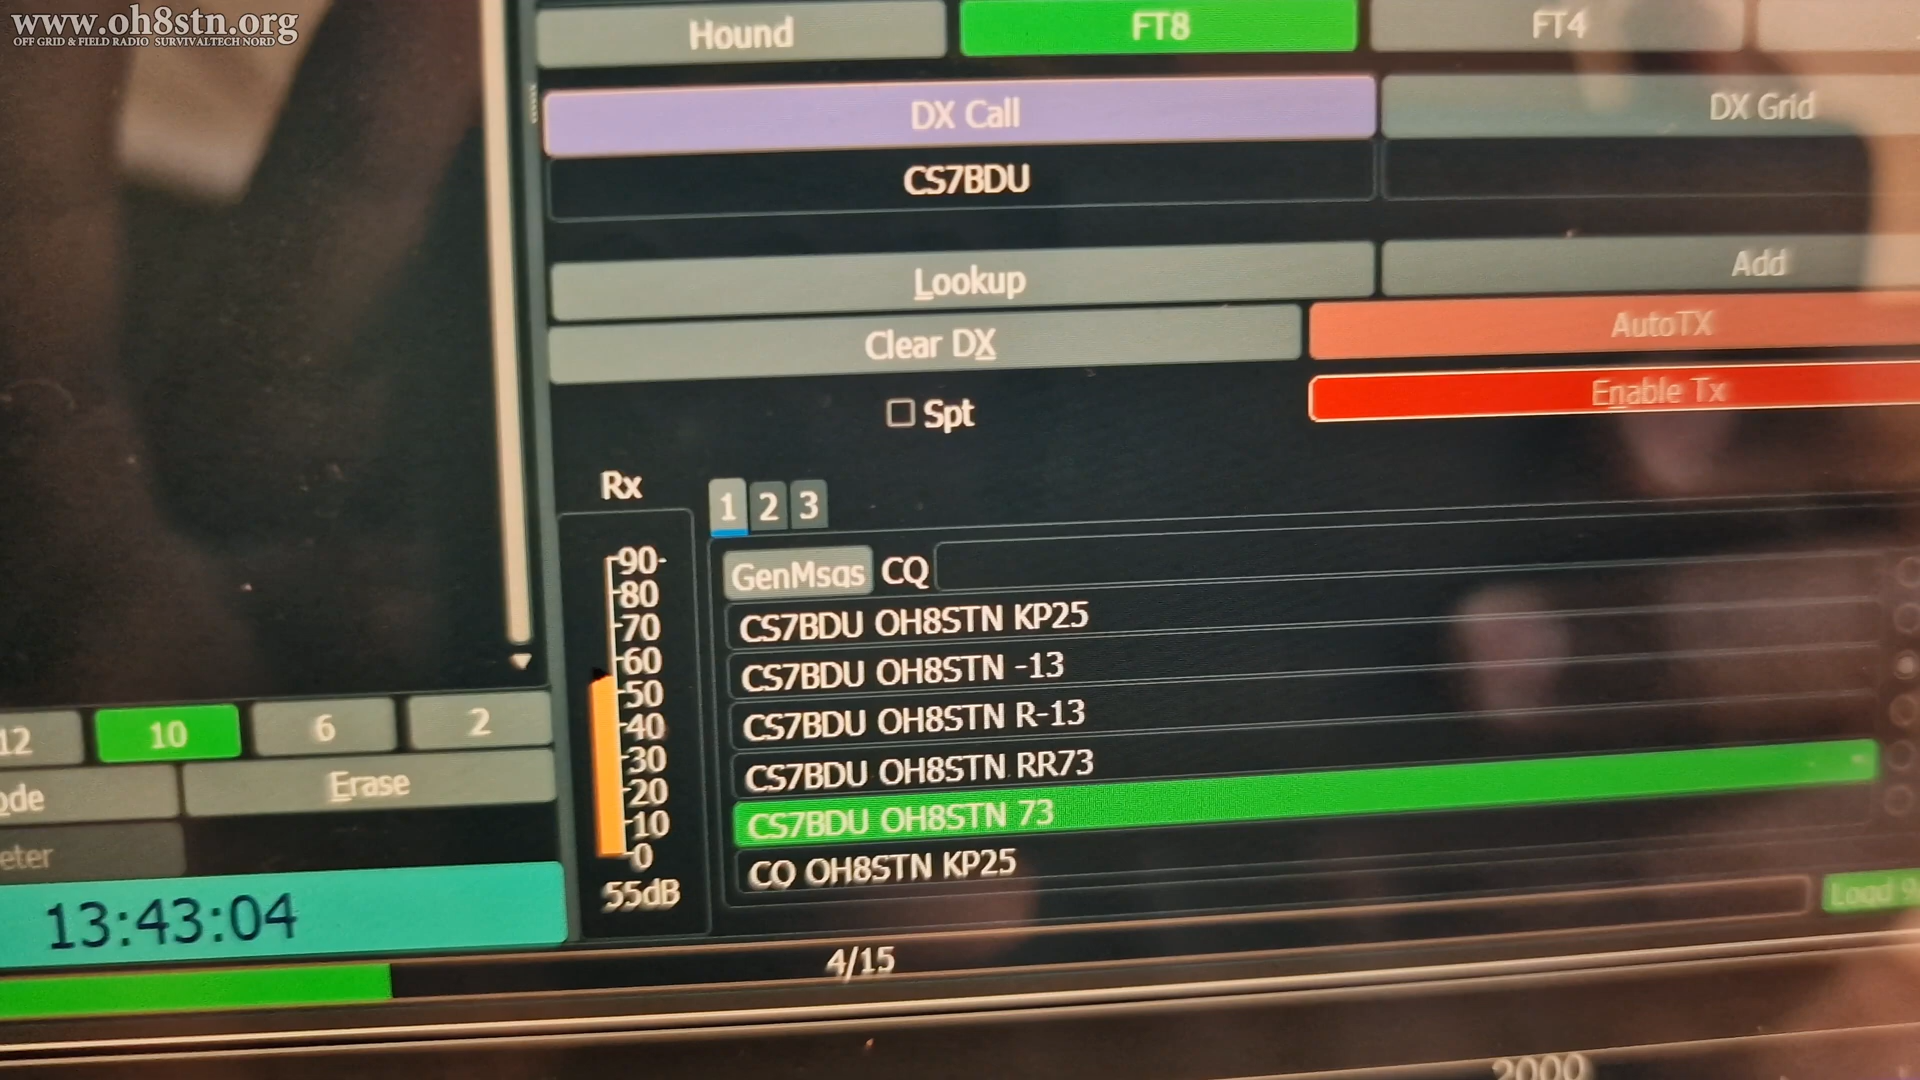 www.oh8stn.org
OFF GRID & FIELD RADIO SURVIVALTECH NORD
Hound FT8 FT4
DX Call DX Grid
CS7BDU
Lookup Add
Clear DX AutoTX
Spt Enable Tx
Rx
1 2 3
90
80
70
60
50
40
30
20
10
0
55dB
GenMsgs CQ
CS7BDU OH8STN KP25
CS7BDU OH8STN -13
CS7BDU OH8STN R-13
CS7BDU OH8STN RR73
CS7BDU OH8STN 73
CQ OH8STN KP25
12 10 6 2
Erase
13:43:04
4/15
2000